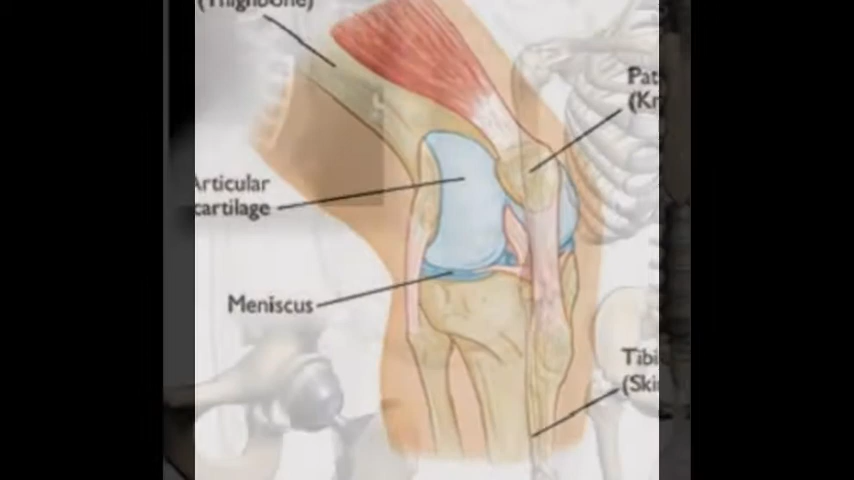 (Thighbone)
Articular
cartilage
Meniscus
Pat
(Kn
Tibi
(Ski